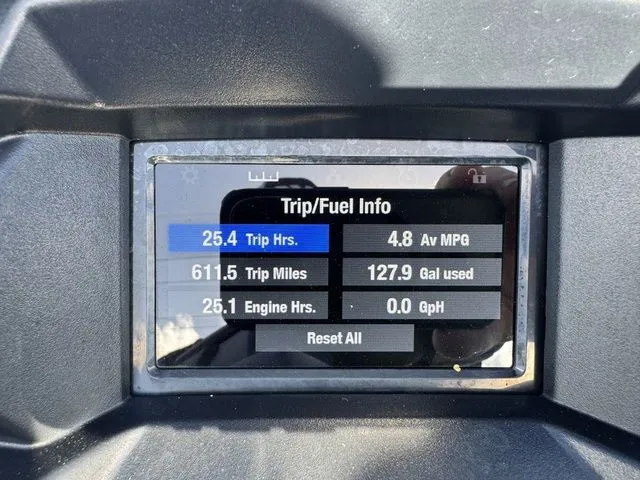 Trip/Fuel Info
25.4 Trip Hrs. 4.8 Av MPG
611.5 Trip Miles 127.9 Gal used
25.1 Engine Hrs. 0.0 GpH
Reset All